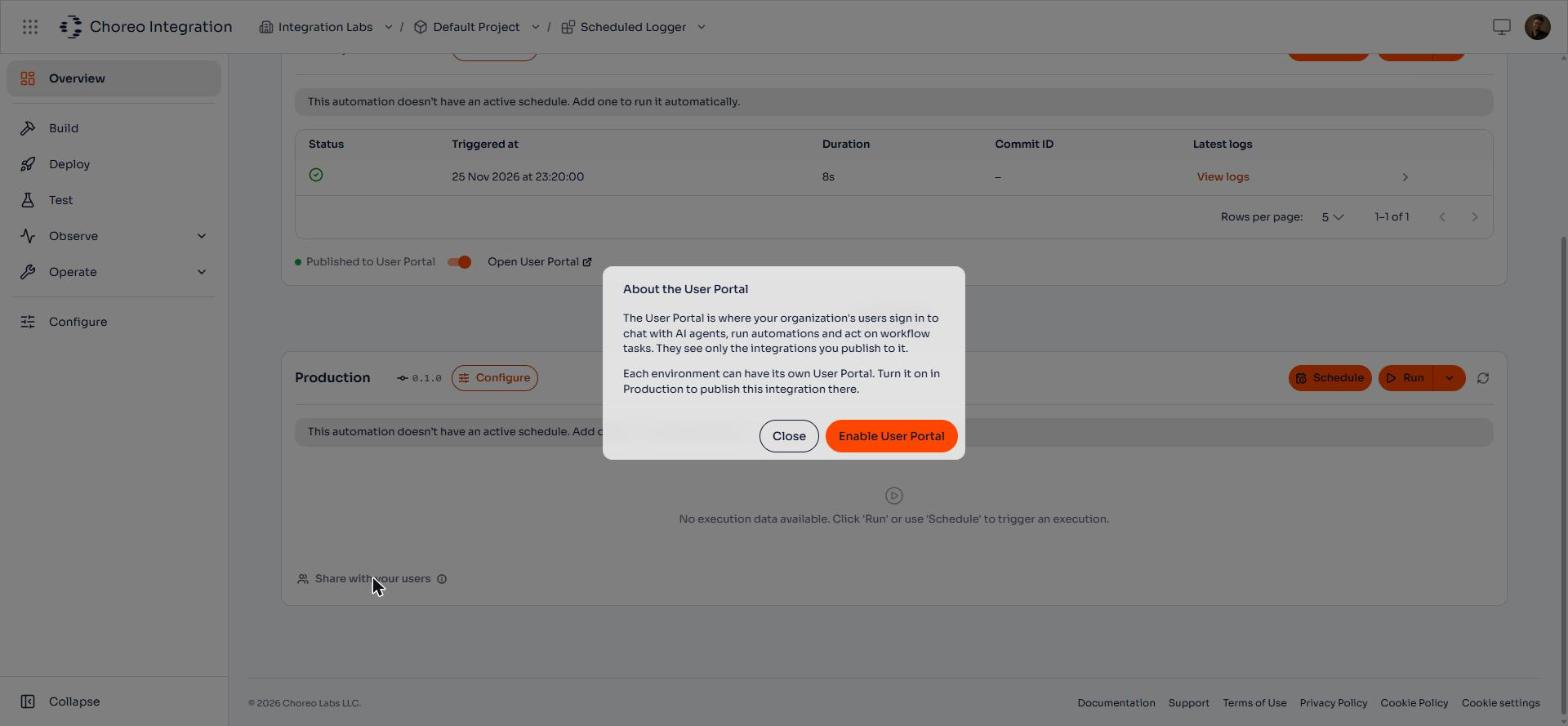 Choreo Integration
Integration Labs / Default Project / Scheduled Logger
Overview
Build
Deploy
Test
Observe
Operate
Configure
Collapse
This automation doesn't have an active schedule. Add one to run it automatically.
Status Triggered at Duration Commit ID Latest logs
25 Nov 2026 at 23:20:00 8s – View logs
Rows per page: 5 1–1 of 1
Published to User Portal Open User Portal
About the User Portal
The User Portal is where your organization's users sign in to
chat with AI agents, run automations and act on workflow
tasks. They see only the integrations you publish to it.
Each environment can have its own User Portal. Turn it on in
Production to publish this integration there.
Close Enable User Portal
Production 0.1.0 Configure Schedule Run
This automation doesn't have an active schedule. Add
No execution data available. Click 'Run' or use 'Schedule' to trigger an execution.
Share with your users
© 2026 Choreo Labs LLC. Documentation Support Terms of Use Privacy Policy Cookie Policy Cookie settings